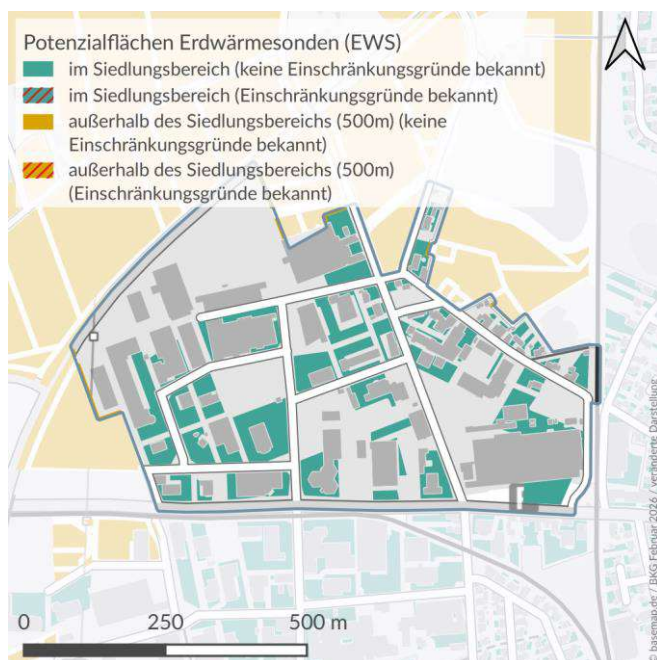 Potenzialflächen Erdwärmesonden (EWS)
im Siedlungsbereich (keine Einschränkungsgründe bekannt)
im Siedlungsbereich (Einschränkungsgründe bekannt)
außerhalb des Siedlungsbereichs (500m) (keine
Einschränkungsgründe bekannt)
außerhalb des Siedlungsbereichs (500m)
(Einschränkungsgründe bekannt)
0 250 500 m
© basemap.de / BKG Februar 2026 / veränderte Darstellung